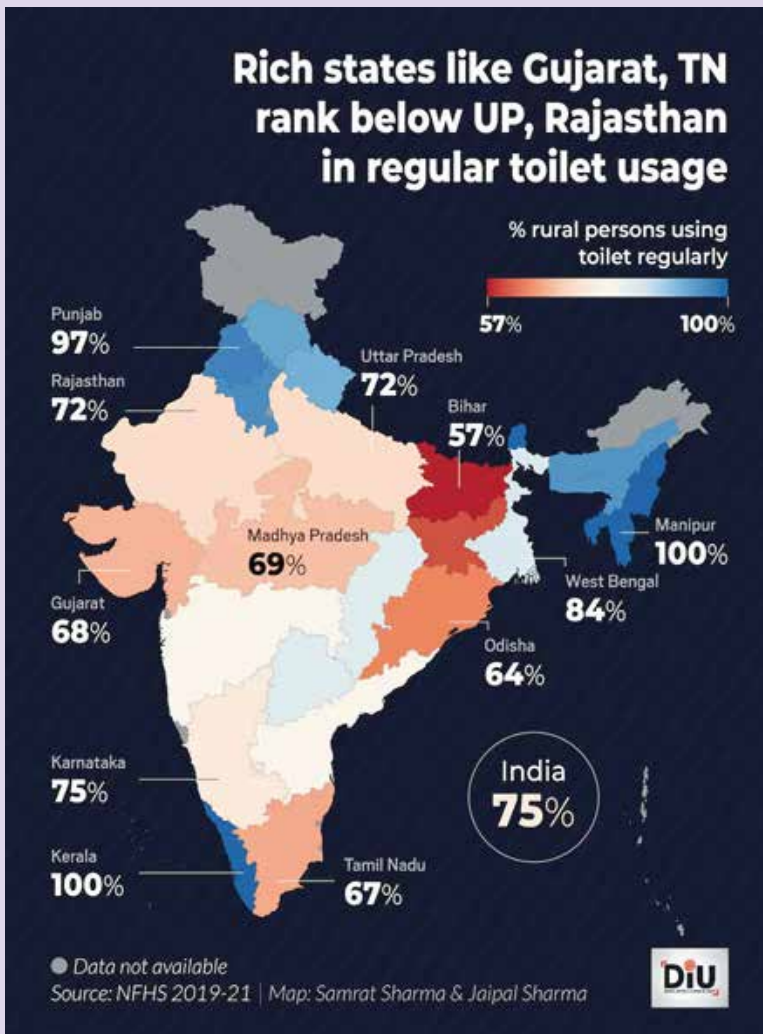 Rich states like Gujarat, TN
rank below UP, Rajasthan
in regular toilet usage
% rural persons using
toilet regularly
57%
100%
Punjab
97%
Rajasthan
72%
Uttar Pradesh
72%
Bihar
57%
Madhya Pradesh
69%
Manipur
100%
Gujarat
68%
West Bengal
84%
Odisha
64%
Karnataka
75%
India
75%
Kerala
100%
Tamil Nadu
67%
Data not available
Source: NFHS 2019-21 | Map: Samrat Sharma & Jaipal Sharma
DiU